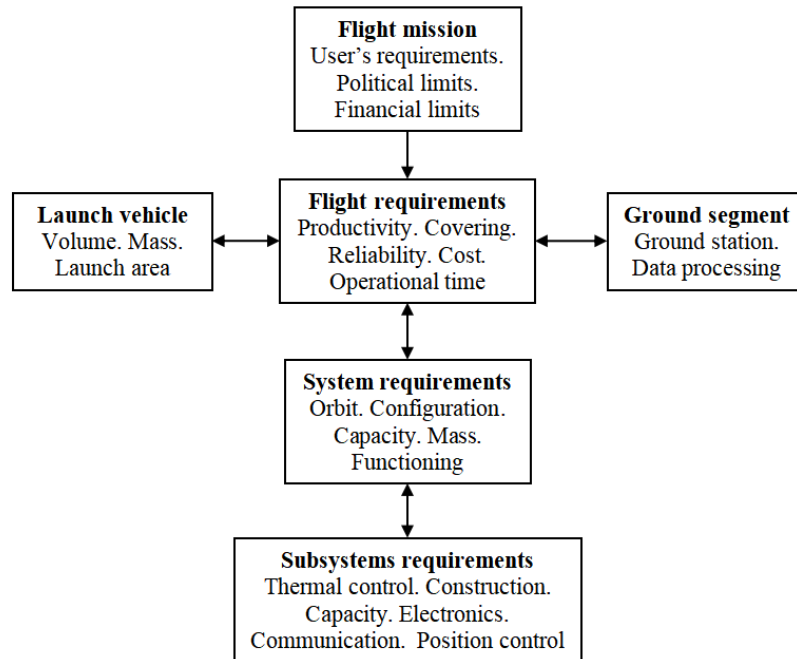 Flight mission
User's requirements.
Political limits.
Financial limits
Launch vehicle
Volume. Mass.
Launch area
Flight requirements
Productivity. Covering.
Reliability. Cost.
Operational time
Ground segment
Ground station.
Data processing
System requirements
Orbit. Configuration.
Capacity. Mass.
Functioning
Subsystems requirements
Thermal control. Construction.
Capacity. Electronics.
Communication. Position control